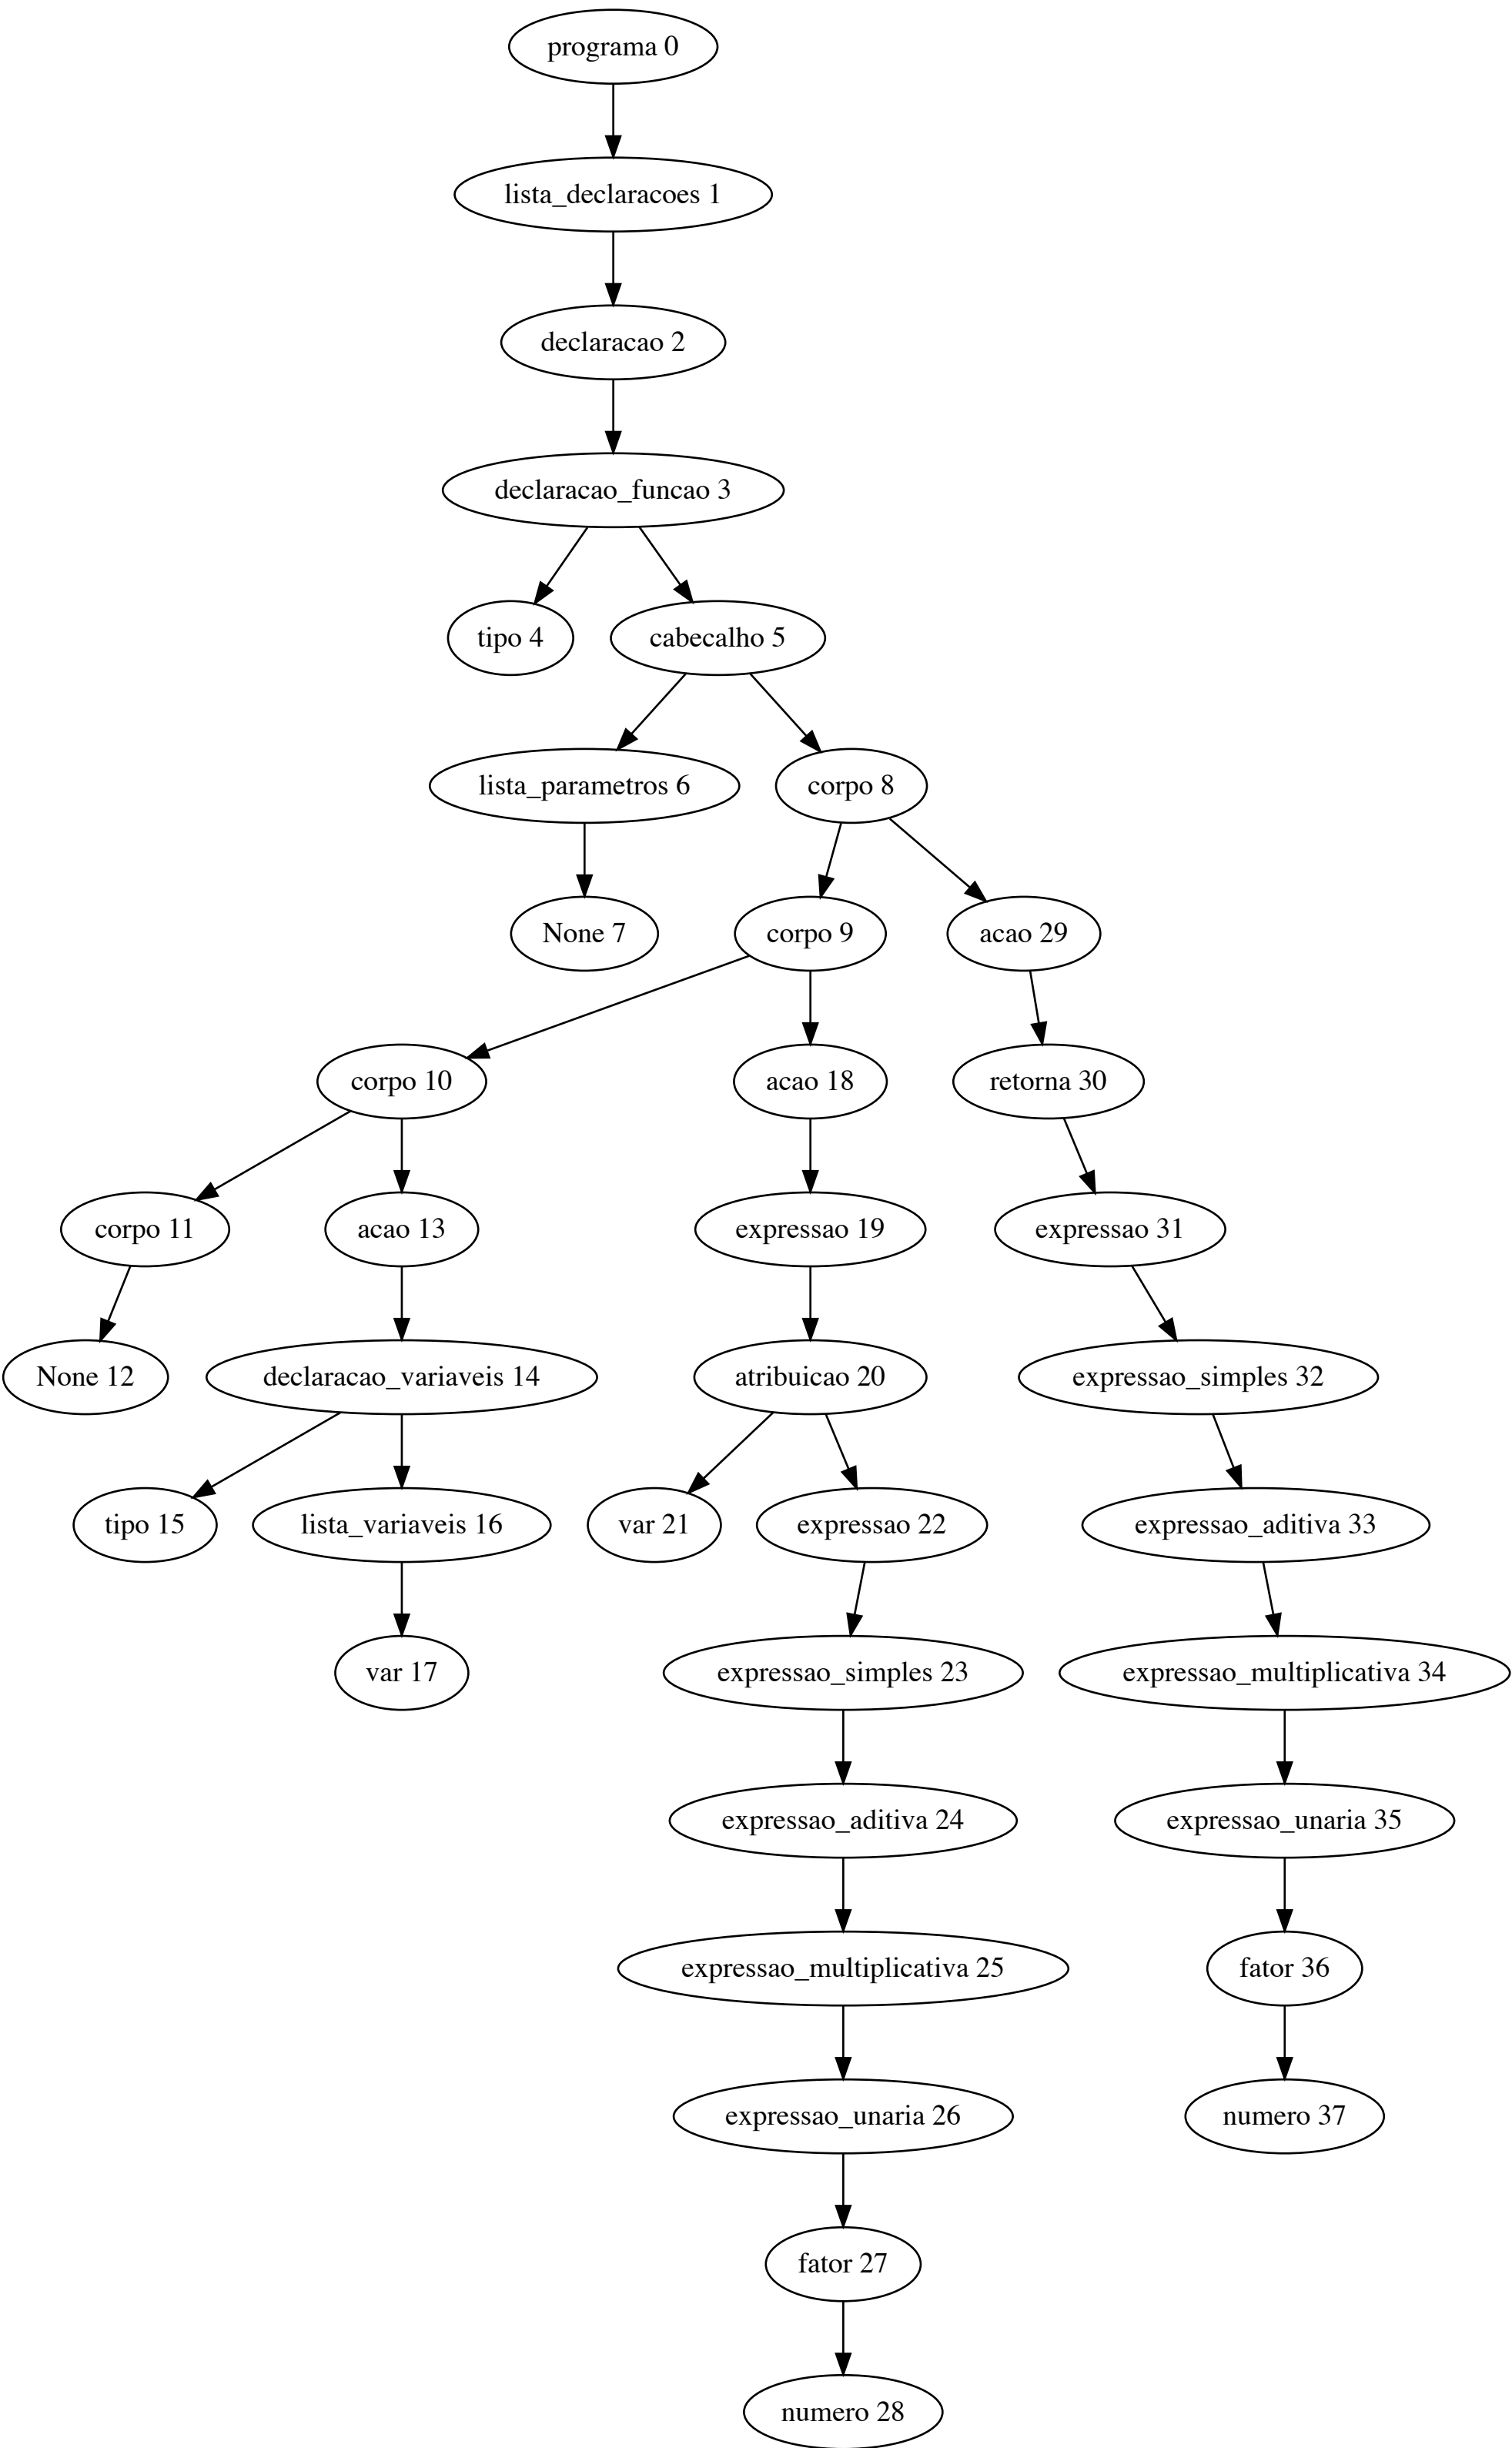 programa 0
lista_declaracoes 1
declaracao 2
declaracao_funcao 3
tipo 4
cabecalho 5
lista_parametros 6
corpo 8
None 7
corpo 9
acao 29
corpo 10
acao 18
retorna 30
corpo 11
acao 13
expressao 19
expressao 31
None 12
declaracao_variaveis 14
atribuicao 20
expressao_simples 32
tipo 15
lista_variaveis 16
var 21
expressao 22
expressao_aditiva 33
var 17
expressao_simples 23
expressao_multiplicativa 34
expressao_aditiva 24
expressao_unaria 35
expressao_multiplicativa 25
fator 36
expressao_unaria 26
numero 37
fator 27
numero 28